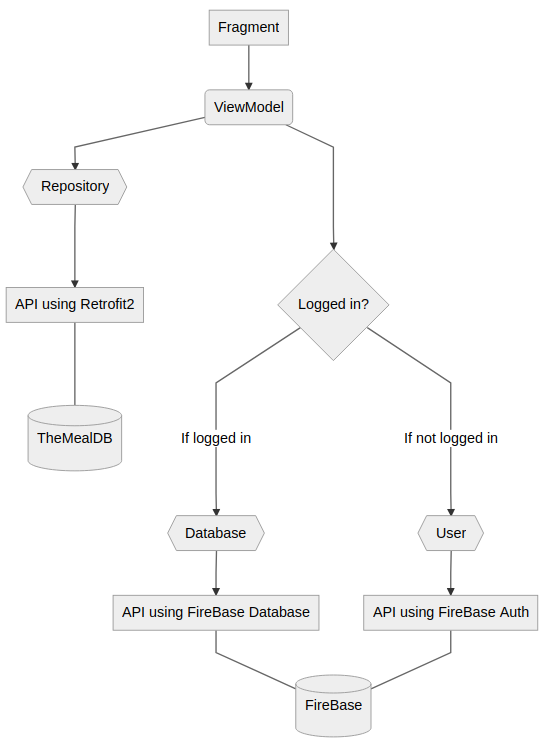 Fragment
ViewModel
Repository
API using Retrofit2
Logged in?
TheMealDB
If logged in
If not logged in
Database
User
API using FireBase Database
API using FireBase Auth
FireBase